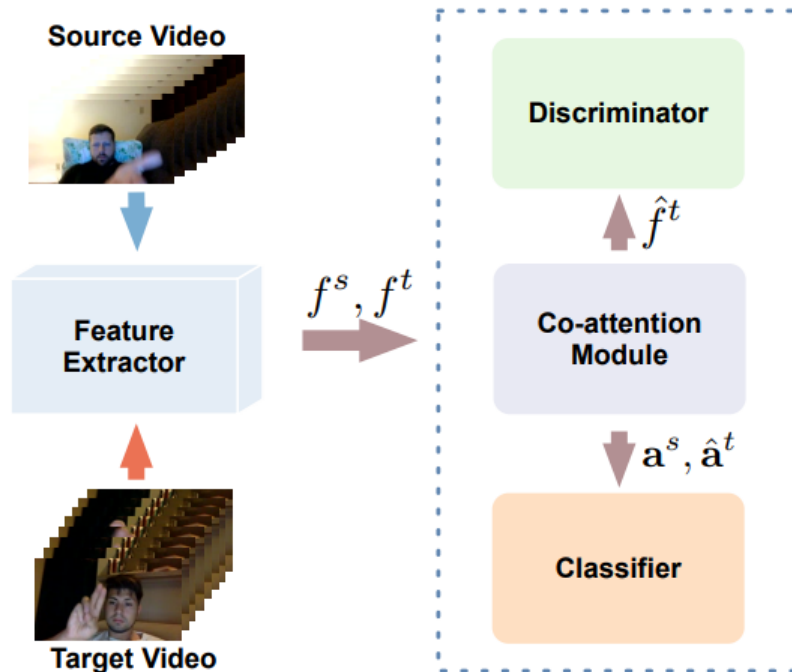 Source Video
Feature
Extractor
Target Video
f^s, f^t
Discriminator
f̂^t
Co-attention
Module
a^s, â^t
Classifier